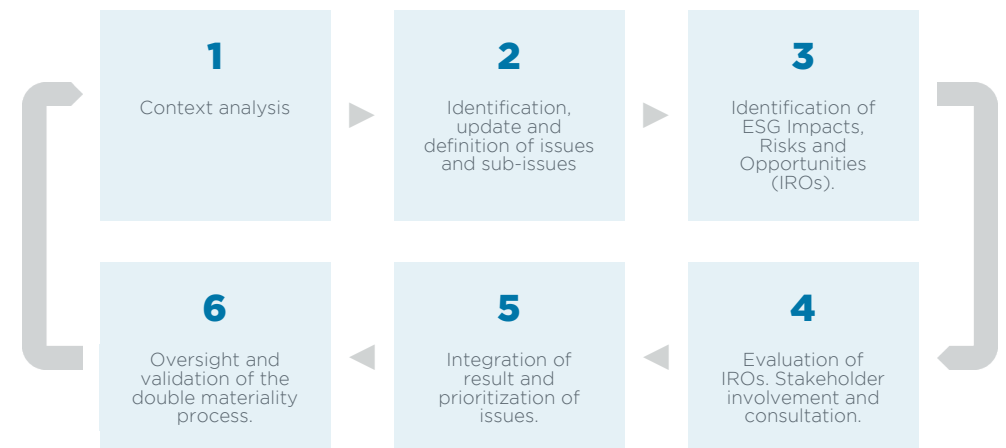 1
Context analysis
2
Identification,
update and
definition of issues
and sub-issues
3
Identification of
ESG Impacts,
Risks and
Opportunities
(IROs).
4
Evaluation of
IROs. Stakeholder
involvement and
consultation.
5
Integration of
result and
prioritization of
issues.
6
Oversight and
validation of the
double materiality
process.